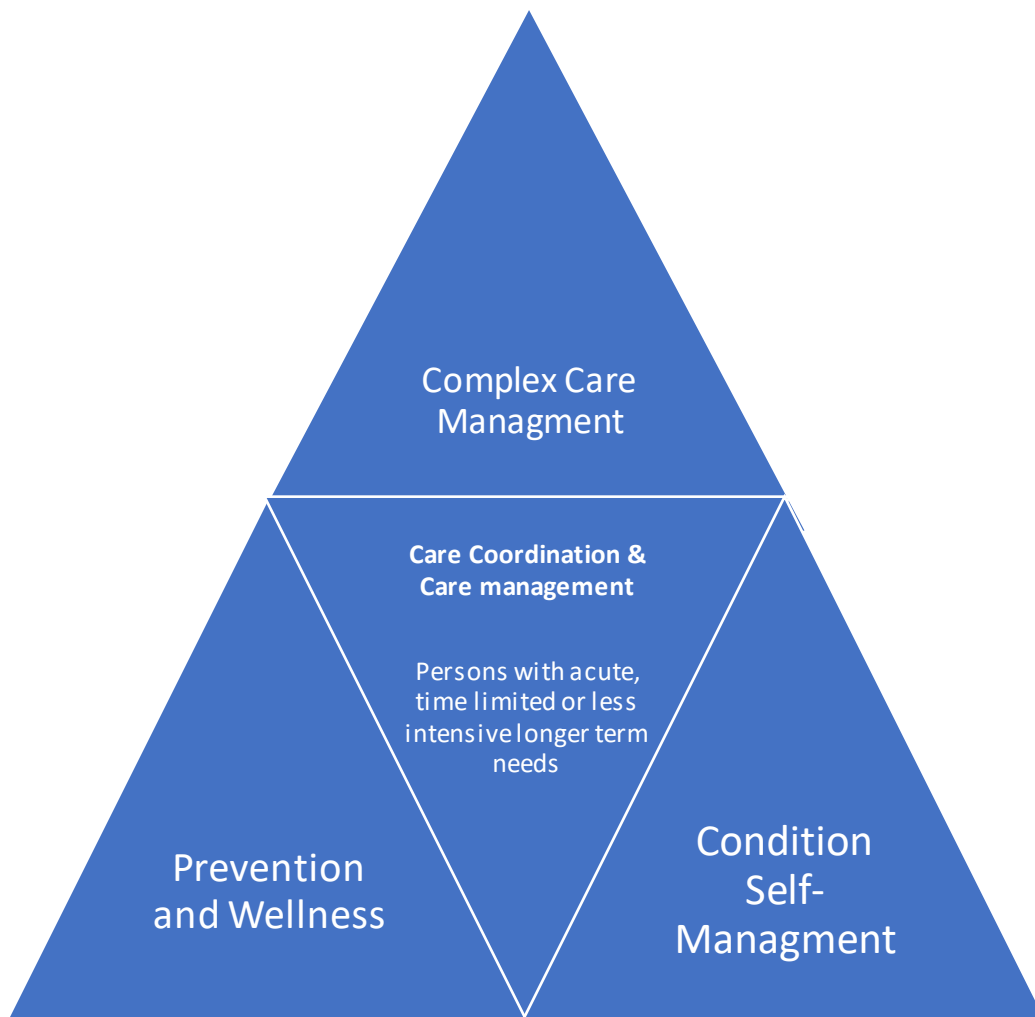 Complex Care
Managment
Care Coordination &
Care management
Persons with acute,
time limited or less
intensive longer term
needs
Prevention
and Wellness
Condition
Self-
Managment